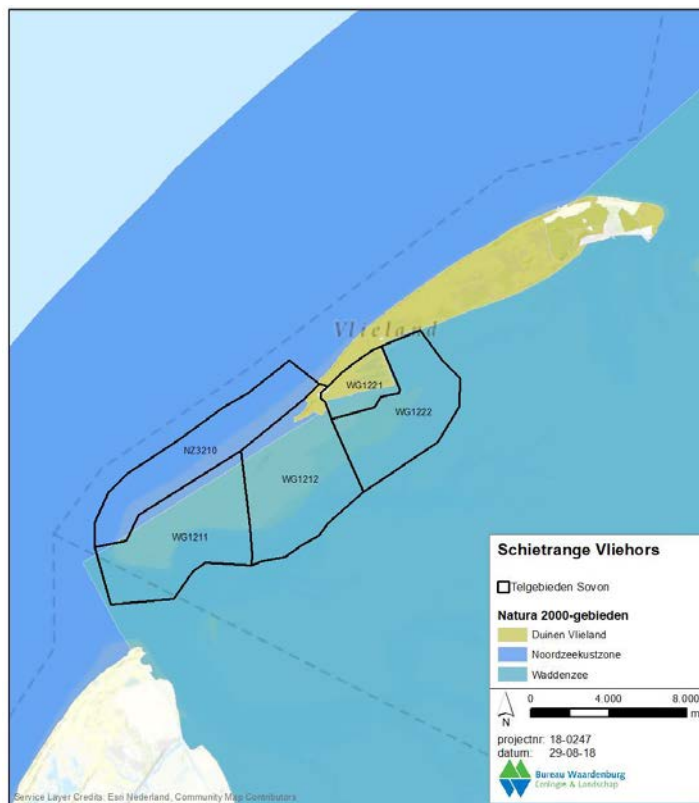 Vlieland
WG1221
WG1222
NZ3210
WG1212
WG1211
Schietrange Vliehors
Telgebieden Sovon
Natura 2000-gebieden
Duinen Vlieland
Noordzeekustzone
Waddenzee
0 4.000 8.000
m
N
projectnr: 18-0247
datum: 29-08-18
Bureau Waardenburg
Ecologie & Landschap
Service Layer Credits: Esri Nederland, Community Map Contributors